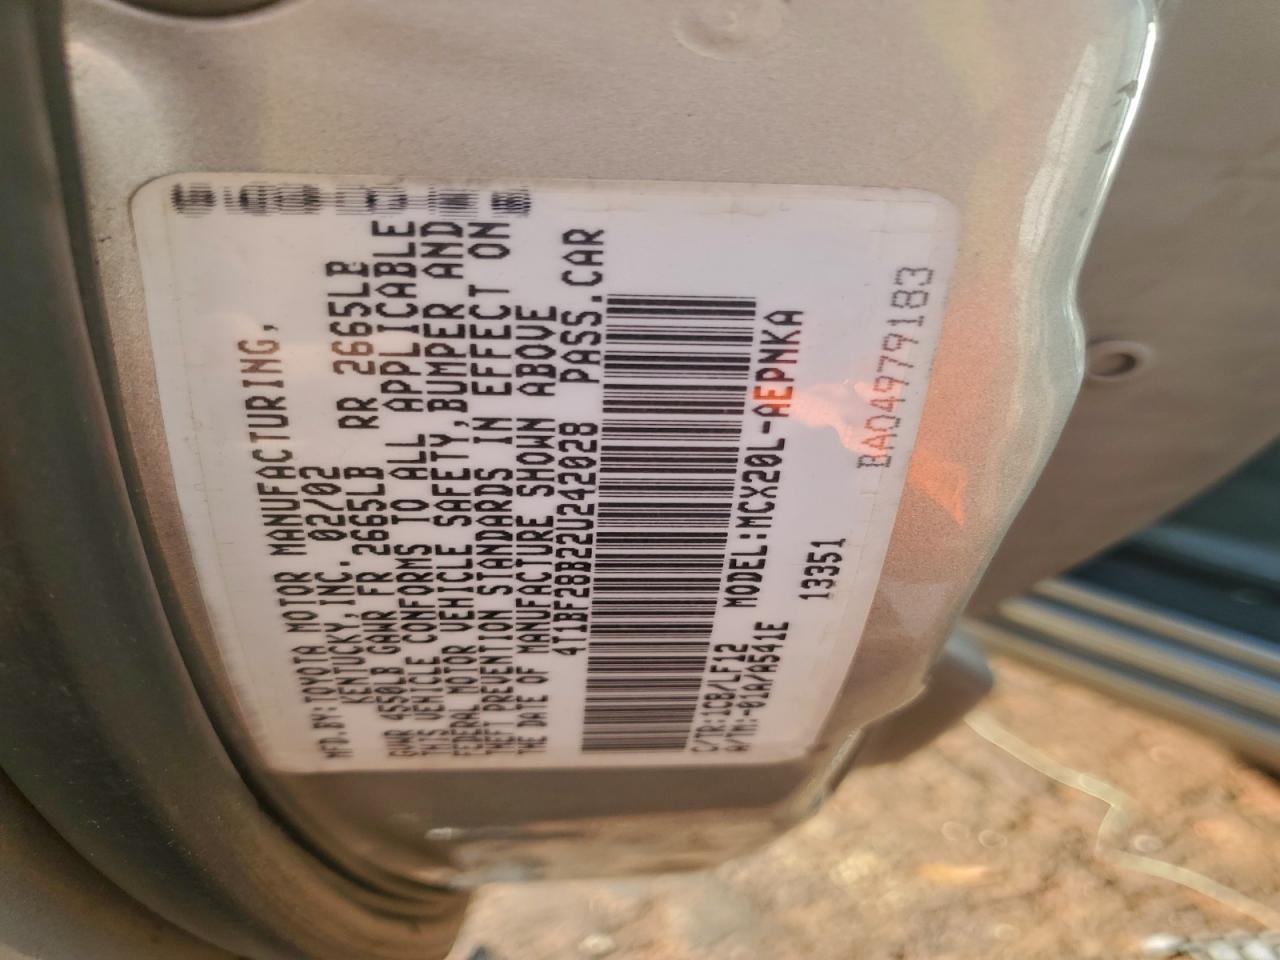 MFD.BY:TOYOTA MOTOR MANUFACTURING,
KENTUCKY,INC. 02/02
GVWR 4550LB GAWR FR 2665LB RR 2665LB
THIS VEHICLE CONFORMS TO ALL APPLICABLE
FEDERAL MOTOR VEHICLE SAFETY,BUMPER AND
THEFT PREVENTION STANDARDS IN EFFECT ON
THE DATE OF MANUFACTURE SHOWN ABOVE
4T1BF28B22U242028 PASS.CAR
C/TR:1C8/LF12 MODEL:MCX20L-AEPNKA
A/TM:-01A/A541E
13351
BA04979183